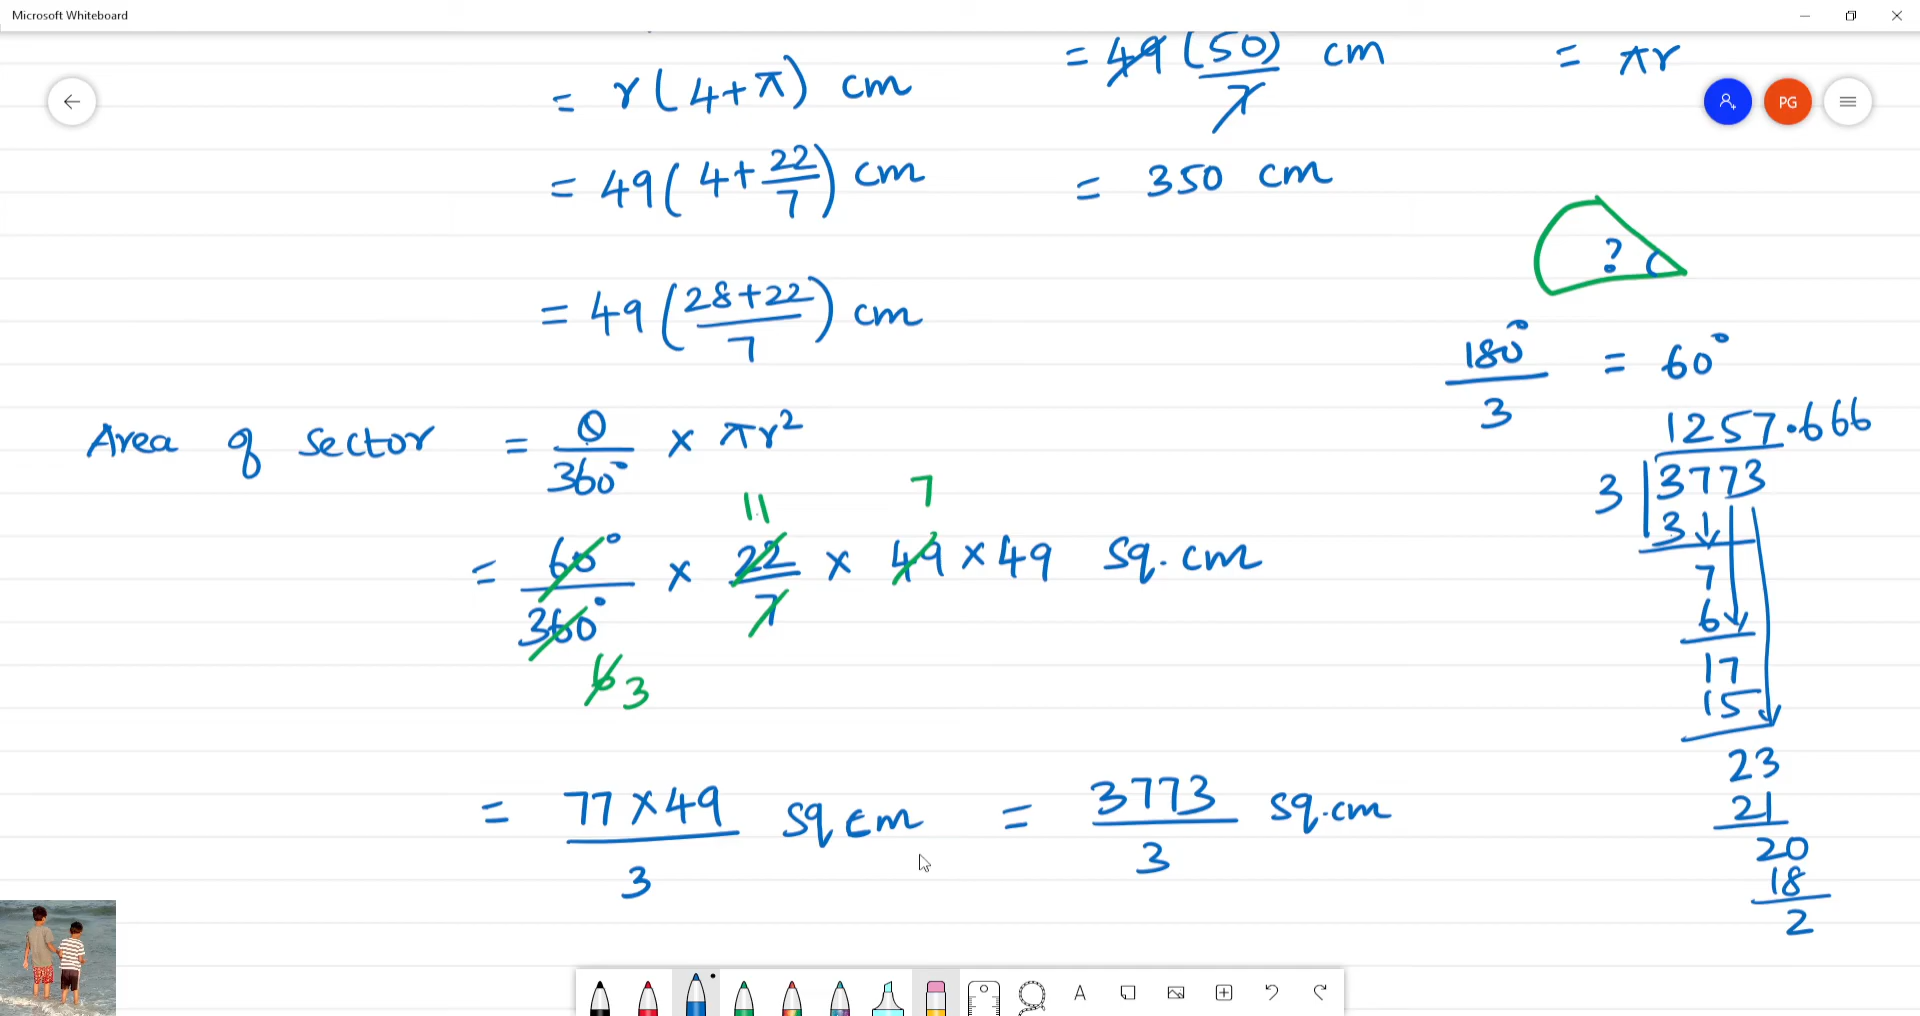 Microsoft Whiteboard
= r(4+π) cm
= 49(4+22/7) cm
= 49(28+22/7) cm
= 49(50)/7 cm
= 350 cm
= πr
PG
?
180°/3 = 60°
Area of Sector = θ/360° × πr²
11 7
= 60°/360° × 22/7 × 49 × 49 Sq. cm
6 3
= 77×49/3 Sq cm = 3773/3 Sq.cm
1257.666
3 3773
3
7
6
17
15
23
21
20
18
2
A